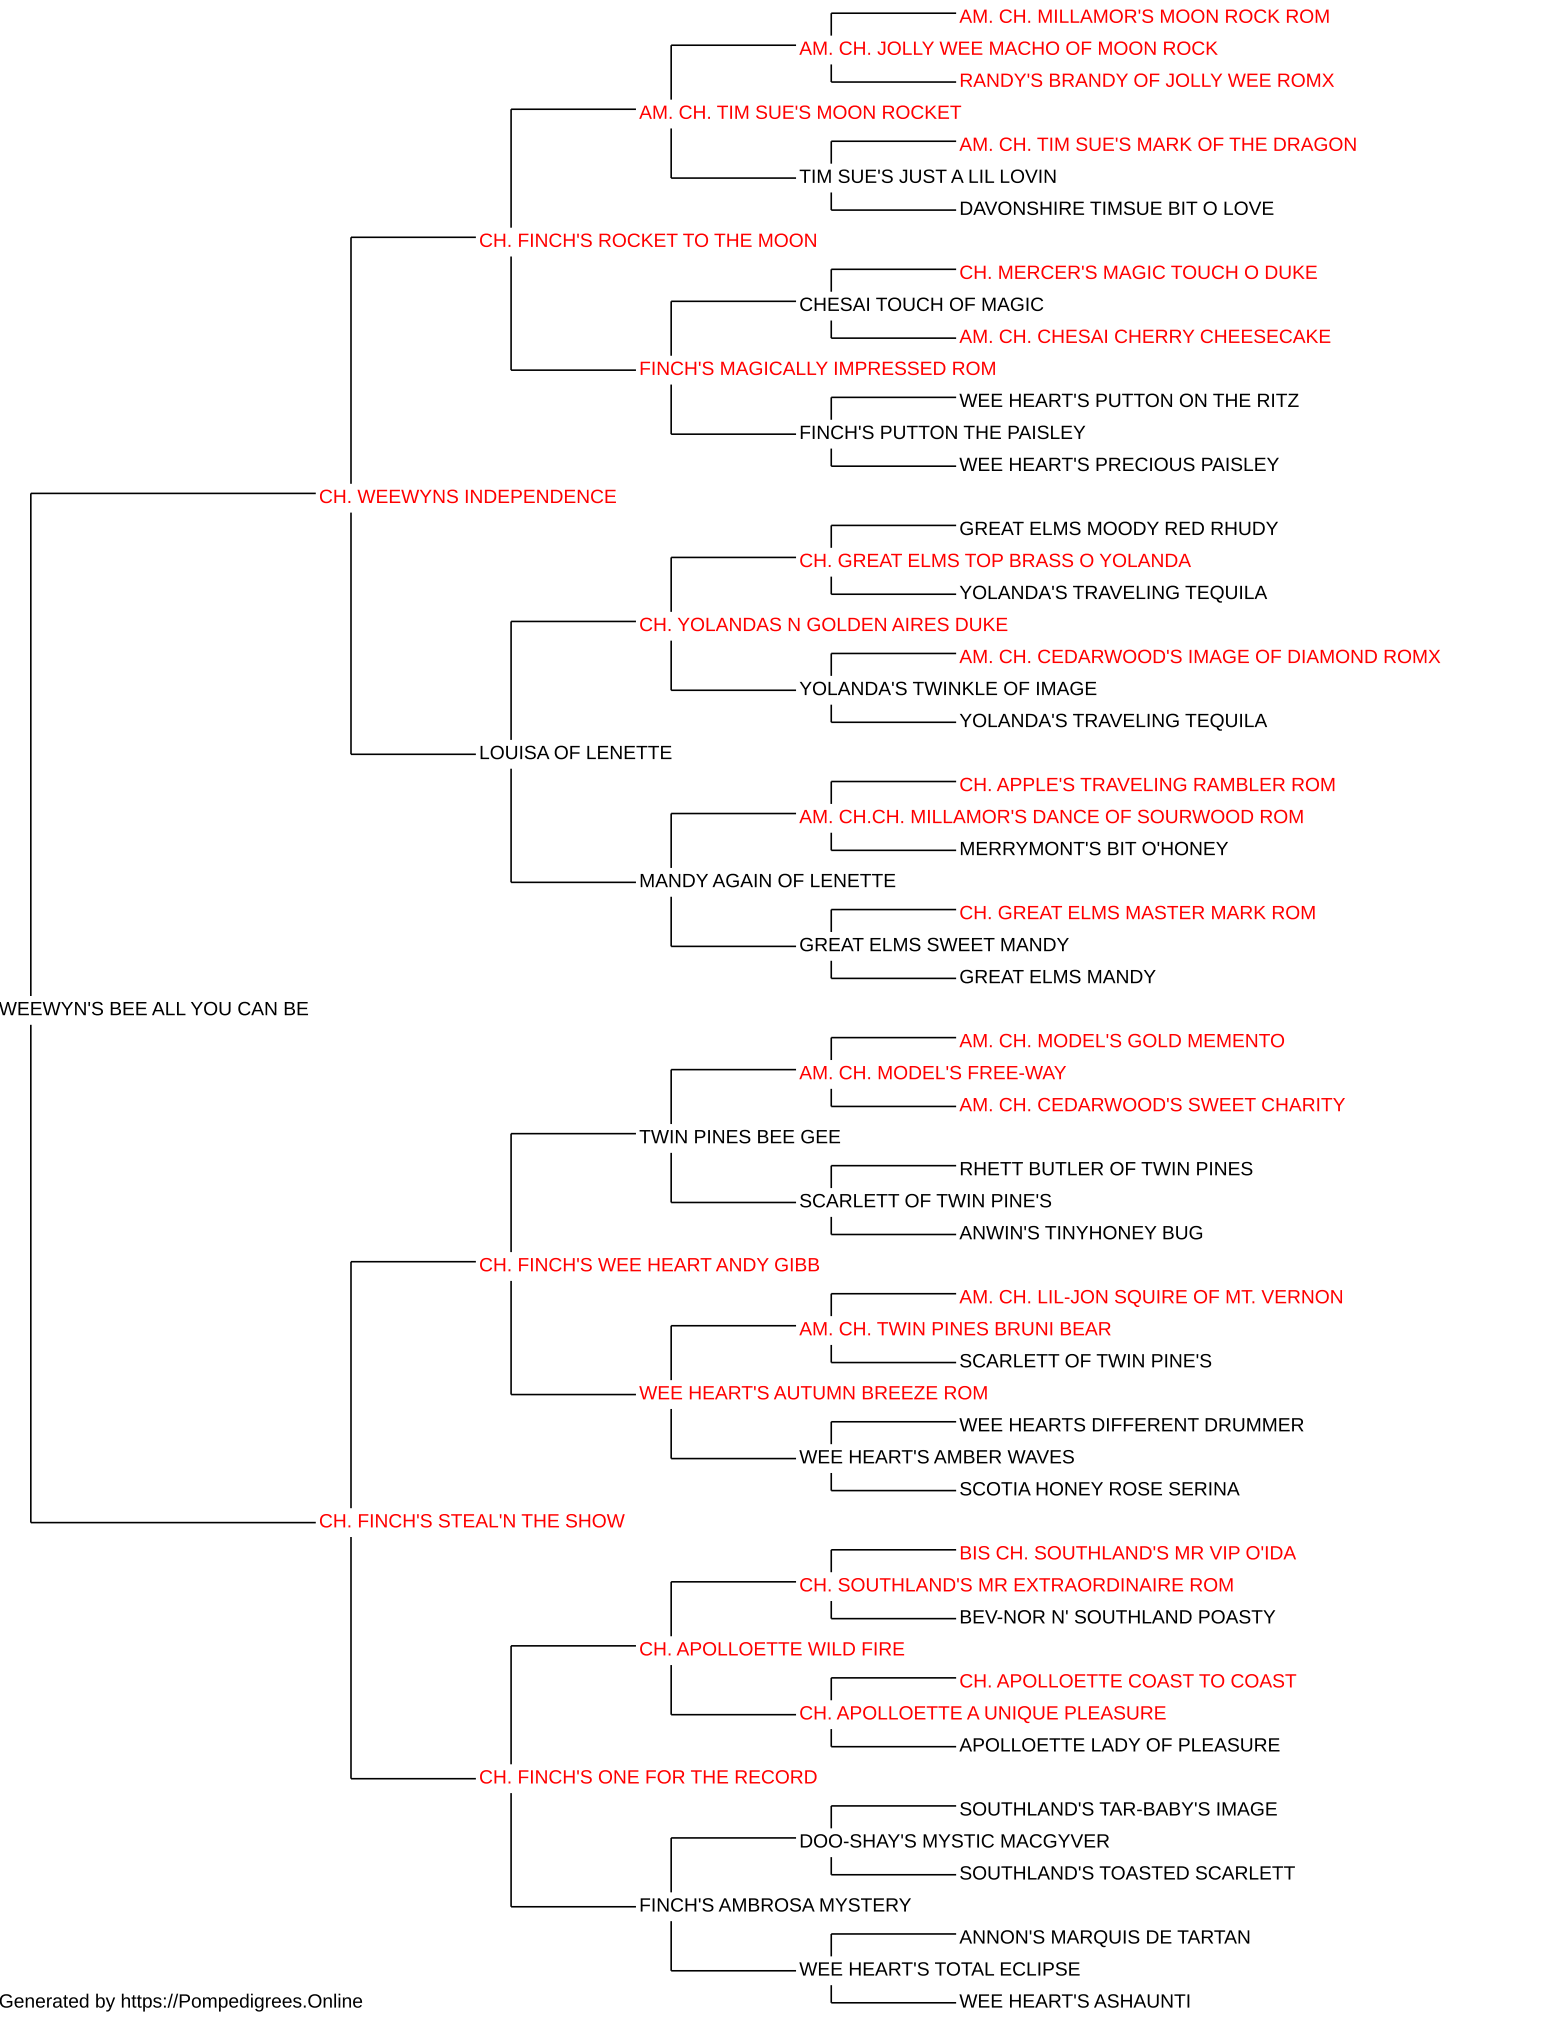 AM. CH. MILLAMOR'S MOON ROCK ROM
AM. CH. JOLLY WEE MACHO OF MOON ROCK
RANDY'S BRANDY OF JOLLY WEE ROMX
AM. CH. TIM SUE'S MOON ROCKET
AM. CH. TIM SUE'S MARK OF THE DRAGON
TIM SUE'S JUST A LIL LOVIN
DAVONSHIRE TIMSUE BIT O LOVE
CH. FINCH'S ROCKET TO THE MOON
CH. MERCER'S MAGIC TOUCH O DUKE
CHESAI TOUCH OF MAGIC
AM. CH. CHESAI CHERRY CHEESECAKE
FINCH'S MAGICALLY IMPRESSED ROM
WEE HEART'S PUTTON ON THE RITZ
FINCH'S PUTTON THE PAISLEY
WEE HEART'S PRECIOUS PAISLEY
CH. WEEWYNS INDEPENDENCE
GREAT ELMS MOODY RED RHUDY
CH. GREAT ELMS TOP BRASS O YOLANDA
YOLANDA'S TRAVELING TEQUILA
CH. YOLANDAS N GOLDEN AIRES DUKE
AM. CH. CEDARWOOD'S IMAGE OF DIAMOND ROMX
YOLANDA'S TWINKLE OF IMAGE
YOLANDA'S TRAVELING TEQUILA
LOUISA OF LENETTE
CH. APPLE'S TRAVELING RAMBLER ROM
AM. CH.CH. MILLAMOR'S DANCE OF SOURWOOD ROM
MERRYMONT'S BIT O'HONEY
MANDY AGAIN OF LENETTE
CH. GREAT ELMS MASTER MARK ROM
GREAT ELMS SWEET MANDY
GREAT ELMS MANDY
WEEWYN'S BEE ALL YOU CAN BE
AM. CH. MODEL'S GOLD MEMENTO
AM. CH. MODEL'S FREE-WAY
AM. CH. CEDARWOOD'S SWEET CHARITY
TWIN PINES BEE GEE
RHETT BUTLER OF TWIN PINES
SCARLETT OF TWIN PINE'S
ANWIN'S TINYHONEY BUG
CH. FINCH'S WEE HEART ANDY GIBB
AM. CH. LIL-JON SQUIRE OF MT. VERNON
AM. CH. TWIN PINES BRUNI BEAR
SCARLETT OF TWIN PINE'S
WEE HEART'S AUTUMN BREEZE ROM
WEE HEARTS DIFFERENT DRUMMER
WEE HEART'S AMBER WAVES
SCOTIA HONEY ROSE SERINA
CH. FINCH'S STEAL'N THE SHOW
BIS CH. SOUTHLAND'S MR VIP O'IDA
CH. SOUTHLAND'S MR EXTRAORDINAIRE ROM
BEV-NOR N' SOUTHLAND POASTY
CH. APOLLOETTE WILD FIRE
CH. APOLLOETTE COAST TO COAST
CH. APOLLOETTE A UNIQUE PLEASURE
APOLLOETTE LADY OF PLEASURE
CH. FINCH'S ONE FOR THE RECORD
SOUTHLAND'S TAR-BABY'S IMAGE
DOO-SHAY'S MYSTIC MACGYVER
SOUTHLAND'S TOASTED SCARLETT
FINCH'S AMBROSA MYSTERY
ANNON'S MARQUIS DE TARTAN
WEE HEART'S TOTAL ECLIPSE
WEE HEART'S ASHAUNTI
Generated by https://Pompedigrees.Online